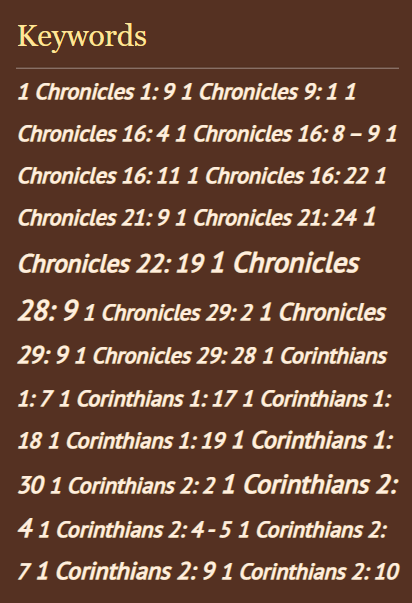 Keywords
1 Chronicles 1: 9 1 Chronicles 9: 1 1
Chronicles 16: 4 1 Chronicles 16: 8 – 9 1
Chronicles 16: 11 1 Chronicles 16: 22 1
Chronicles 21: 9 1 Chronicles 21: 24 1
Chronicles 22: 19 1 Chronicles
28: 9 1 Chronicles 29: 2 1 Chronicles
29: 9 1 Chronicles 29: 28 1 Corinthians
1: 7 1 Corinthians 1: 17 1 Corinthians 1:
18 1 Corinthians 1: 19 1 Corinthians 1:
30 1 Corinthians 2: 2 1 Corinthians 2:
4 1 Corinthians 2: 4 - 5 1 Corinthians 2:
7 1 Corinthians 2: 9 1 Corinthians 2: 10